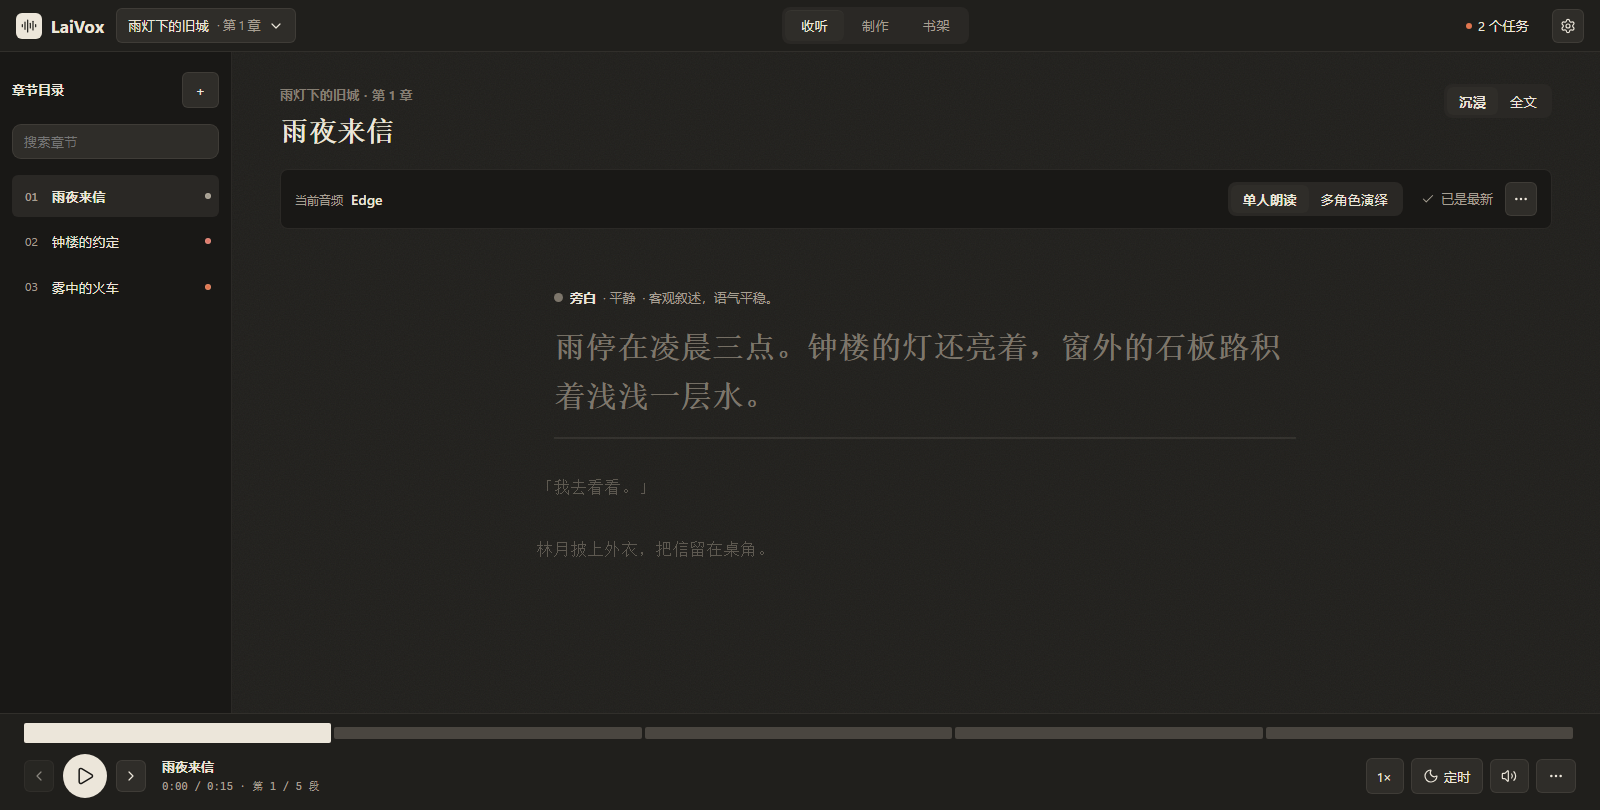 LaiVox
雨灯下的旧城 · 第 1 章
收听
制作
书架
2 个任务
章节目录
+
搜索章节
01 雨夜来信
02 钟楼的约定
03 雾中的火车
雨灯下的旧城 · 第 1 章
雨夜来信
沉浸
全文
当前音频 Edge
单人朗读
多角色演绎
已是最新
旁白 · 平静 · 客观叙述，语气平稳。
雨停在凌晨三点。钟楼的灯还亮着，窗外的石板路积
着浅浅一层水。
「我去看看。」
林月披上外衣，把信留在桌角。
雨夜来信
0:00 / 0:15 · 第 1 / 5 段
1×
定时